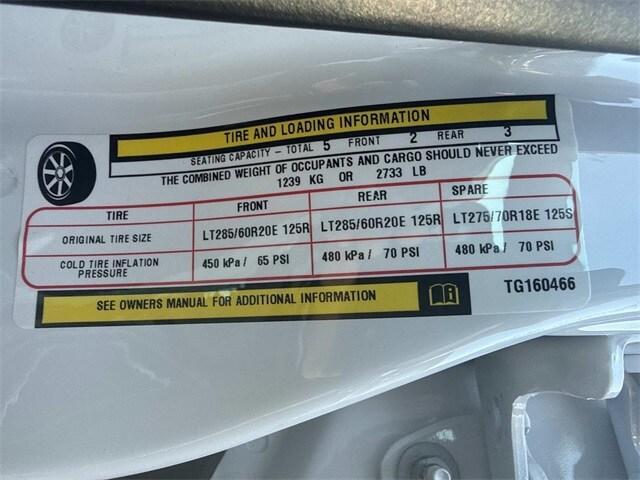 TIRE AND LOADING INFORMATION
SEATING CAPACITY - TOTAL 5 FRONT 2 REAR 3
THE COMBINED WEIGHT OF OCCUPANTS AND CARGO SHOULD NEVER EXCEED
1239 KG OR 2733 LB
TIRE FRONT REAR SPARE
ORIGINAL TIRE SIZE LT285/60R20E 125R LT285/60R20E 125R LT275/70R18E 125S
COLD TIRE INFLATION PRESSURE 450 kPa / 65 PSI 480 kPa / 70 PSI 480 kPa / 70 PSI
SEE OWNERS MANUAL FOR ADDITIONAL INFORMATION
TG160466